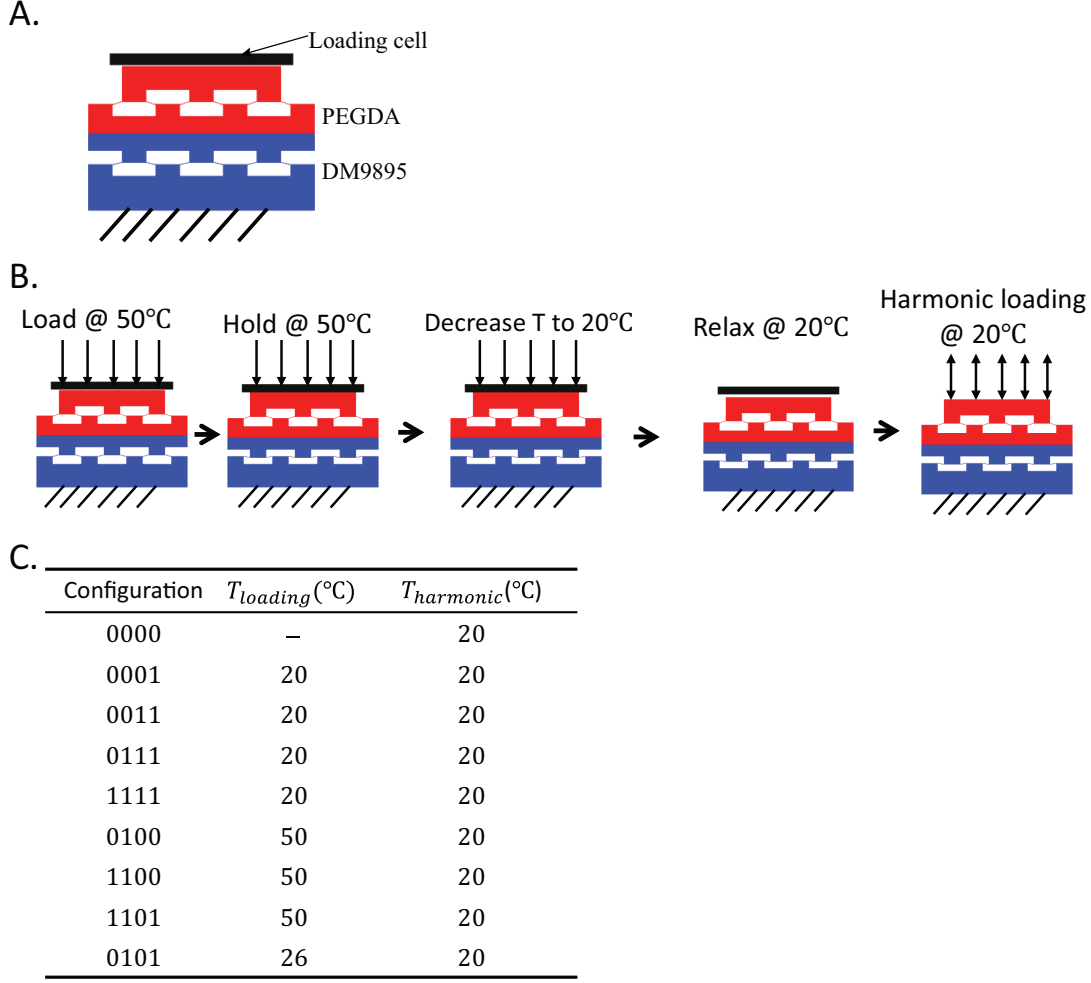 A.
Loading cell
PEGDA
DM9895
B.
Load @ 50℃
Hold @ 50℃
Decrease T to 20℃
Relax @ 20℃
Harmonic loading
@ 20℃
C.
Configuration T_loading(℃) T_harmonic(℃)
0000 – 20
0001 20 20
0011 20 20
0111 20 20
1111 20 20
0100 50 20
1100 50 20
1101 50 20
0101 26 20